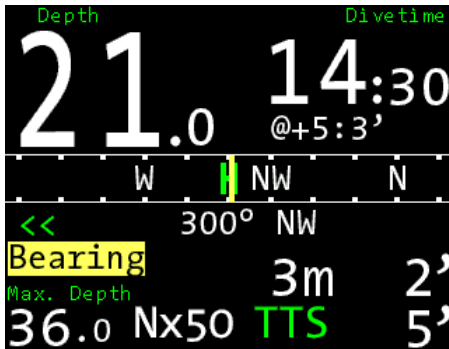 Depth Divetime
21.0 14:30
@+5:3’
W H NW N
<< 300° NW
Bearing 3m 2’
Max. Depth
36.0 Nx50 TTS 5’